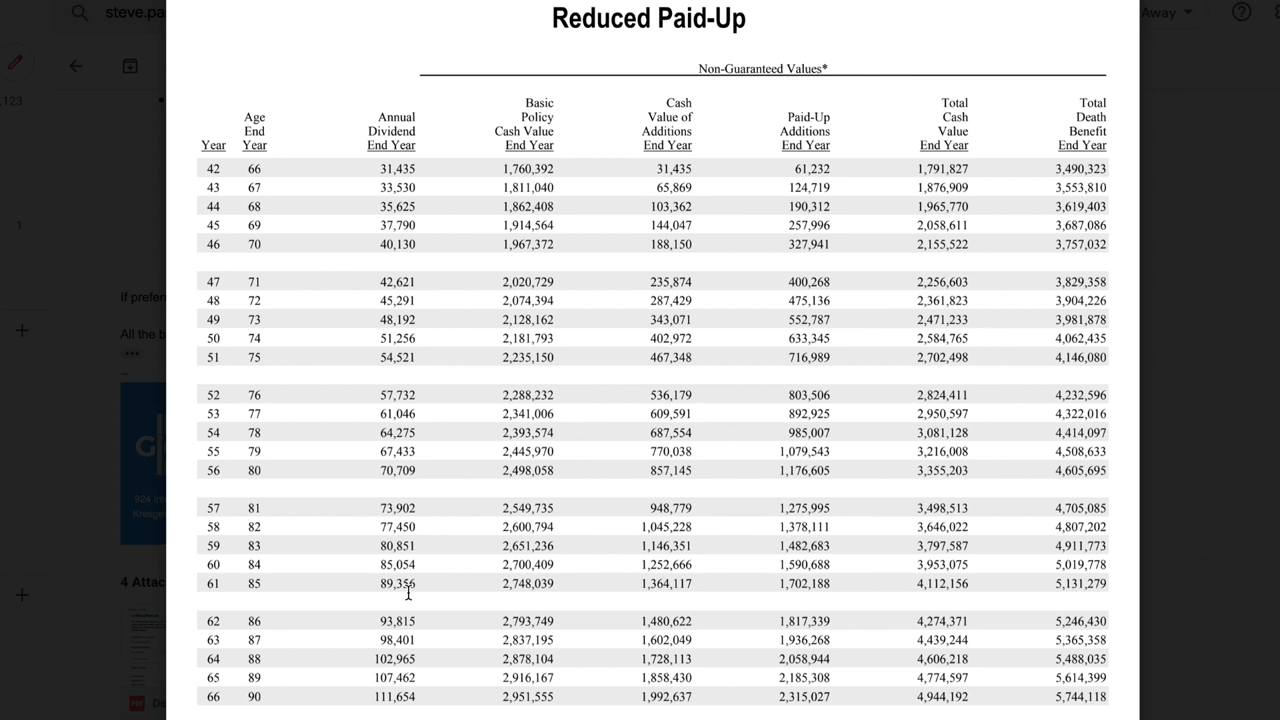 steve.pa
Away
Reduced Paid-Up
Non-Guaranteed Values*
,123
Basic Cash Total Total
Age Annual Policy Value of Paid-Up Cash Death
End Dividend Cash Value Additions Additions Value Benefit
Year Year End Year End Year End Year End Year End Year End Year
42 66 31,435 1,760,392 31,435 61,232 1,791,827 3,490,323
43 67 33,530 1,811,040 65,869 124,719 1,876,909 3,553,810
44 68 35,625 1,862,408 103,362 190,312 1,965,770 3,619,403
1
45 69 37,790 1,914,564 144,047 257,996 2,058,611 3,687,086
46 70 40,130 1,967,372 188,150 327,941 2,155,522 3,757,032
47 71 42,621 2,020,729 235,874 400,268 2,256,603 3,829,358
If prefer
48 72 45,291 2,074,394 287,429 475,136 2,361,823 3,904,226
49 73 48,192 2,128,162 343,071 552,787 2,471,233 3,981,878
All the b
50 74 51,256 2,181,793 402,972 633,345 2,584,765 4,062,435
51 75 54,521 2,235,150 467,348 716,989 2,702,498 4,146,080
52 76 57,732 2,288,232 536,179 803,506 2,824,411 4,232,596
53 77 61,046 2,341,006 609,591 892,925 2,950,597 4,322,016
54 78 64,275 2,393,574 687,554 985,007 3,081,128 4,414,097
55 79 67,433 2,445,970 770,038 1,079,543 3,216,008 4,508,633
56 80 70,709 2,498,058 857,145 1,176,605 3,355,203 4,605,695
924 Int
Kresge
57 81 73,902 2,549,735 948,779 1,275,995 3,498,513 4,705,085
58 82 77,450 2,600,794 1,045,228 1,378,111 3,646,022 4,807,202
59 83 80,851 2,651,236 1,146,351 1,482,683 3,797,587 4,911,773
60 84 85,054 2,700,409 1,252,666 1,590,688 3,953,075 5,019,778
4 Attac
61 85 89,356 2,748,039 1,364,117 1,702,188 4,112,156 5,131,279
62 86 93,815 2,793,749 1,480,622 1,817,339 4,274,371 5,246,430
63 87 98,401 2,837,195 1,602,049 1,936,268 4,439,244 5,365,358
64 88 102,965 2,878,104 1,728,113 2,058,944 4,606,218 5,488,035
65 89 107,462 2,916,167 1,858,430 2,185,308 4,774,597 5,614,399
66 90 111,654 2,951,555 1,992,637 2,315,027 4,944,192 5,744,118
PDF